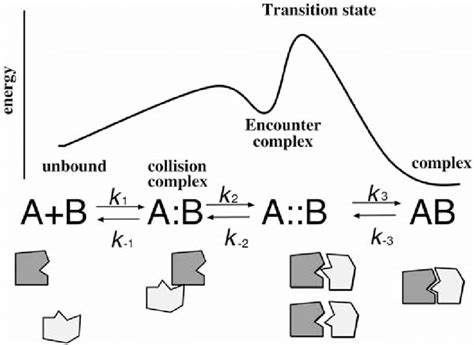 Transition state
energy
Encounter
complex
unbound
collision
complex
complex
A+B k1 k-1 A:B k2 k-2 A::B k3 k-3 AB